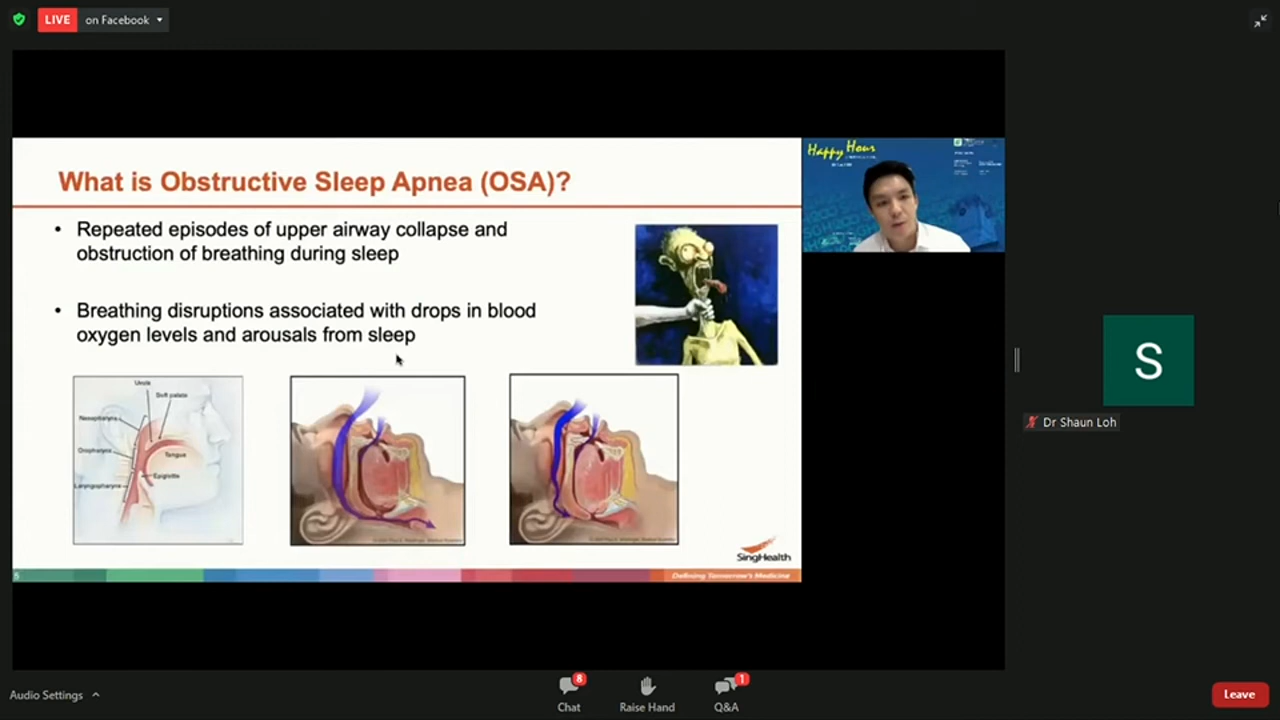 LIVE on Facebook
What is Obstructive Sleep Apnea (OSA)?
• Repeated episodes of upper airway collapse and
obstruction of breathing during sleep
• Breathing disruptions associated with drops in blood
oxygen levels and arousals from sleep
Uvula
Soft palate
Nasopharynx
Oropharynx
Tongue
Epiglottis
Laryngopharynx
SingHealth
5
Defining Tomorrow's Medicine
Happy Hour
S
Dr Shaun Loh
Audio Settings
8
Chat
Raise Hand
1
Q&A
Leave